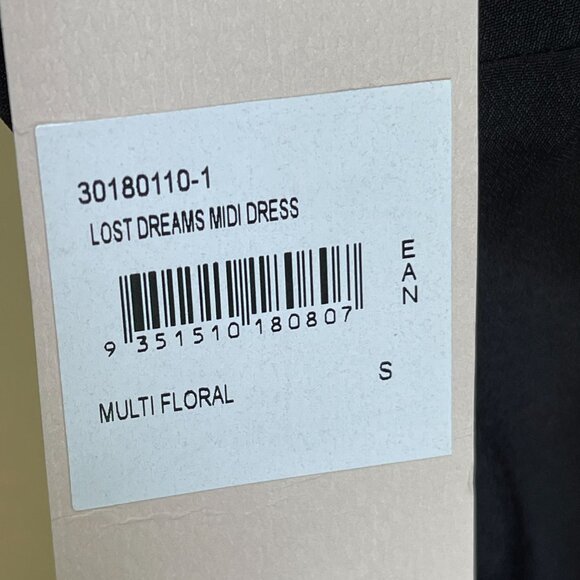 30180110-1
LOST DREAMS MIDI DRESS
EAN
9 351510 180807
MULTI FLORAL
S